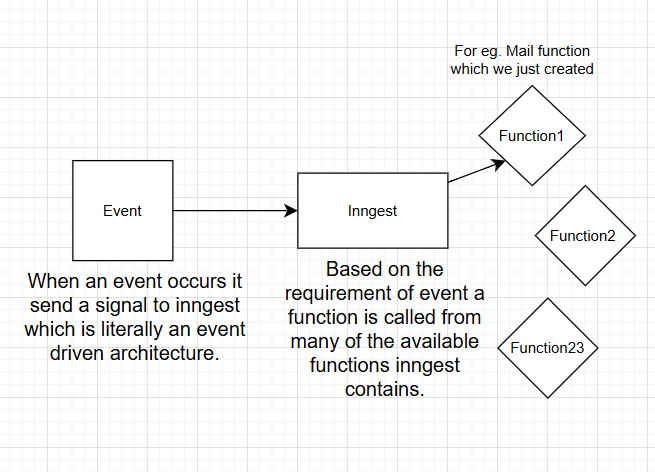 For eg. Mail function
which we just created
Function1
Event
Inngest
Function2
When an event occurs it
send a signal to inngest
which is literally an event
driven architecture.
Based on the
requirement of event a
function is called from
many of the available
functions inngest
contains.
Function23